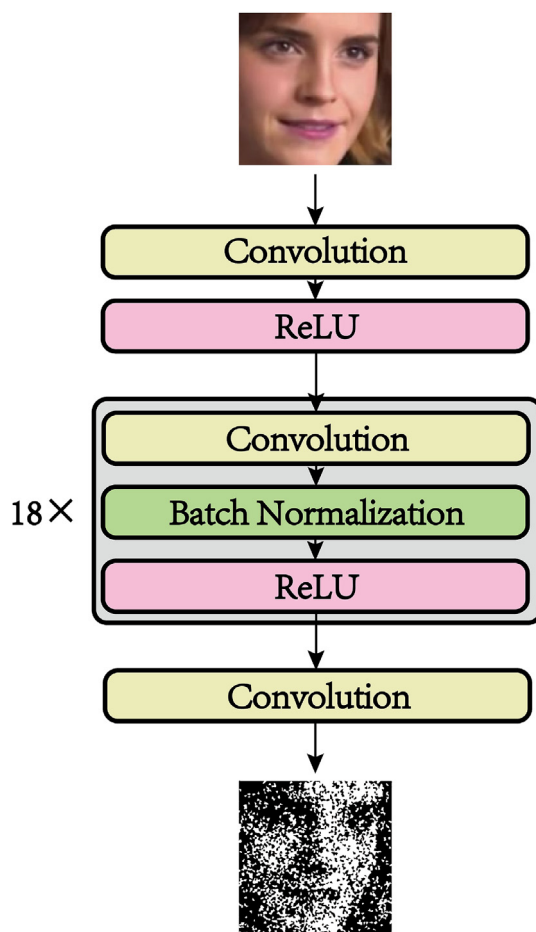 Convolution
ReLU
Convolution
18× Batch Normalization
ReLU
Convolution